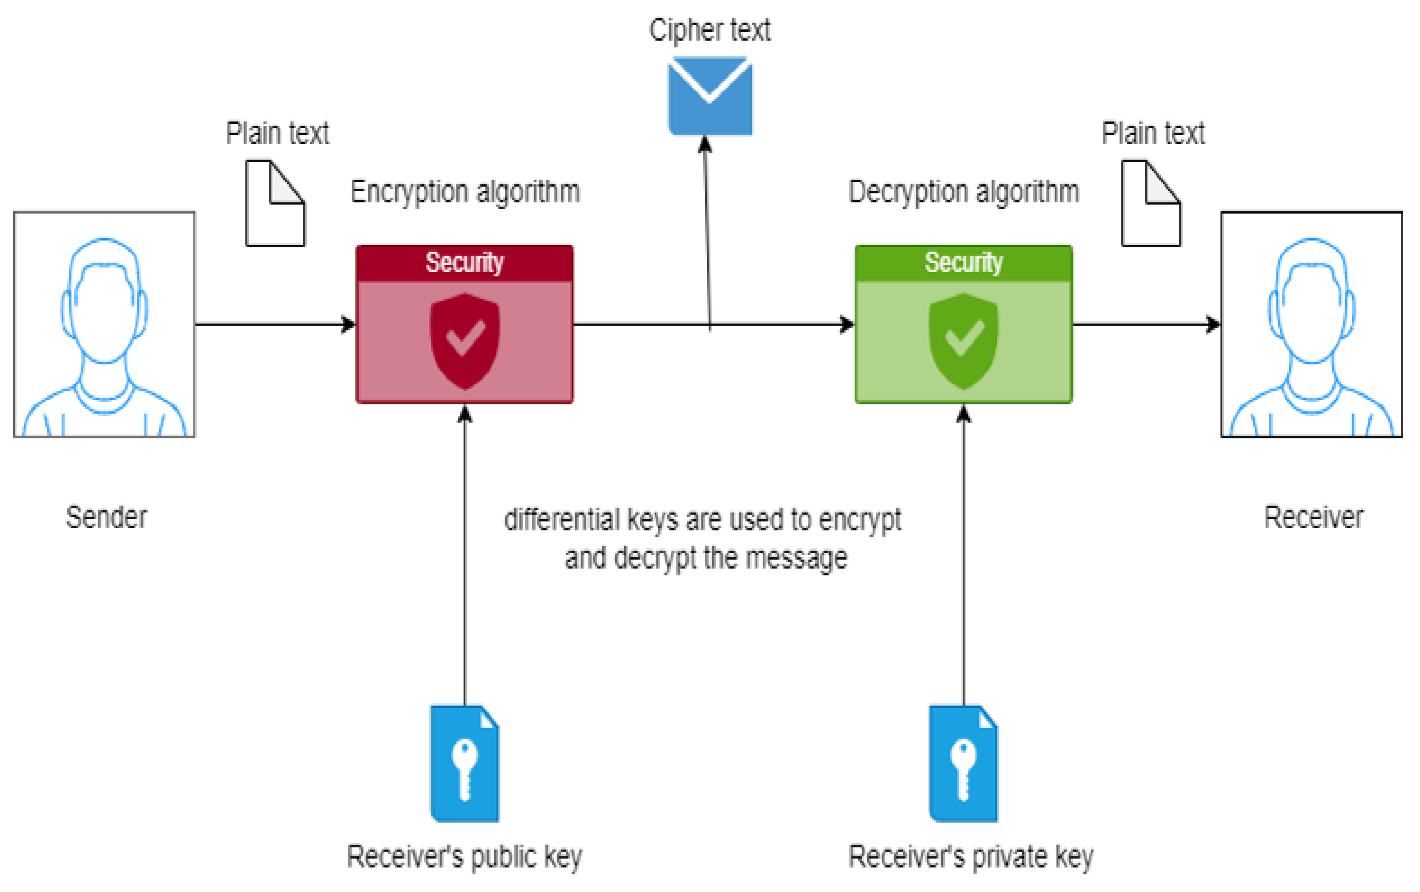 Cipher text
Plain text
Plain text
Encryption algorithm
Decryption algorithm
Security
Security
Sender
differential keys are used to encrypt
and decrypt the message
Receiver
Receiver's public key
Receiver's private key